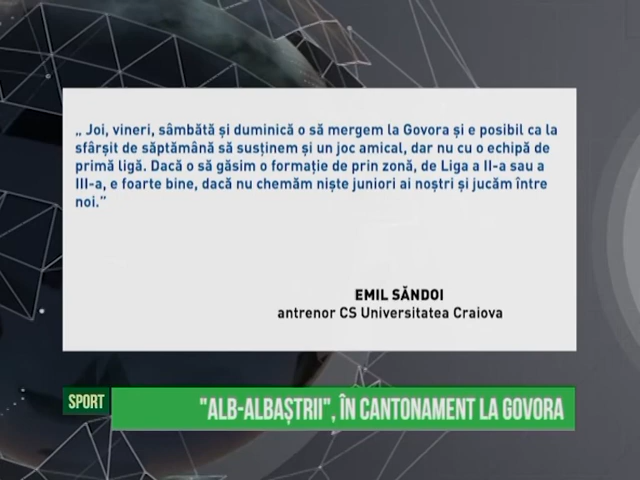 „ Joi, vineri, sâmbătă și duminică o să mergem la Govora și e posibil ca la
sfârșit de săptămână să susținem și un joc amical, dar nu cu o echipă de
primă ligă. Dacă o să găsim o formație de prin zonă, de Liga a II-a sau a
III-a, e foarte bine, dacă nu chemăm niște juniori ai noștri și jucăm între
noi.”
EMIL SĂNDOI
antrenor CS Universitatea Craiova
SPORT
"ALB-ALBAȘTRII", ÎN CANTONAMENT LA GOVORA